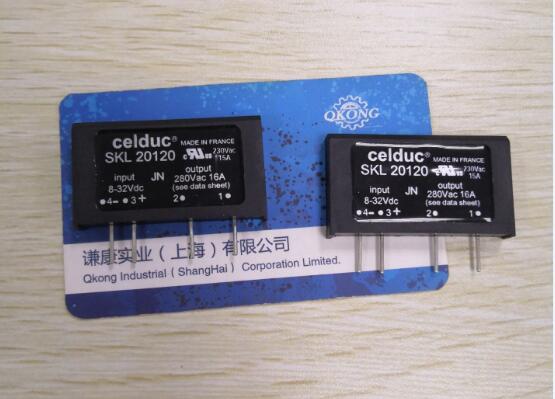 QKONG
celduc®
MADE IN FRANCE
SKL 20120
230Vac
15A
input JN output
8-32Vdc 280Vac 16A
(see data sheet)
4- 3+ 2 1
celduc®
MADE IN FRANCE
SKL 20120
230Vac
15A
input JN output
8-32Vdc 280Vac 16A
(see data sheet)
4- 3+ 2 1
谦康实业（上海）有限公司
Qkong Industrial（ShangHai）Corporation Limited.